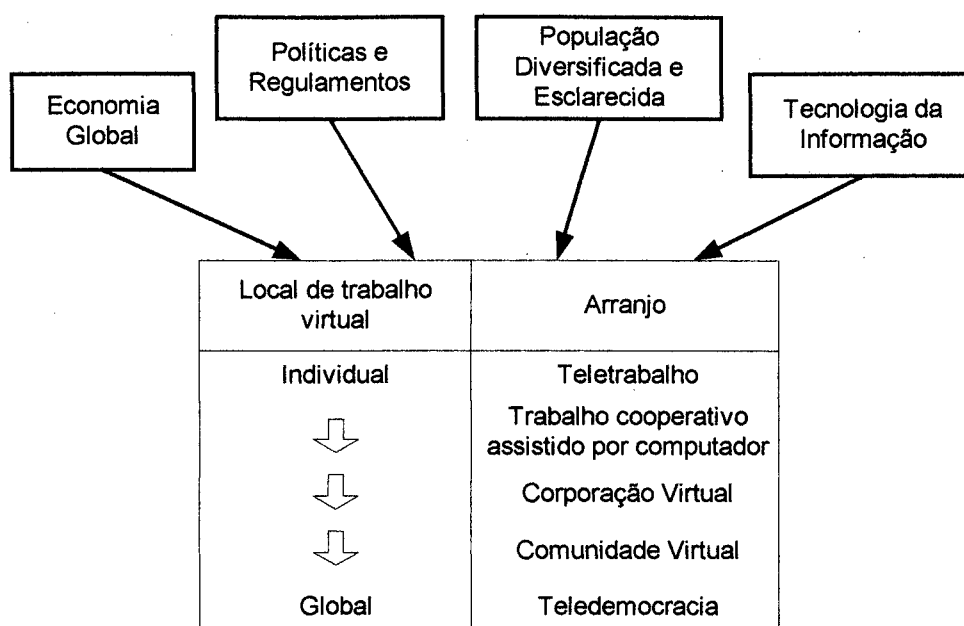 Economia
Global
Políticas e
Regulamentos
População
Diversificada e
Esclarecida
Tecnologia da
Informação
Local de trabalho
virtual
Arranjo
Individual
Teletrabalho
Trabalho cooperativo
assistido por computador
Corporação Virtual
Comunidade Virtual
Global
Teledemocracia